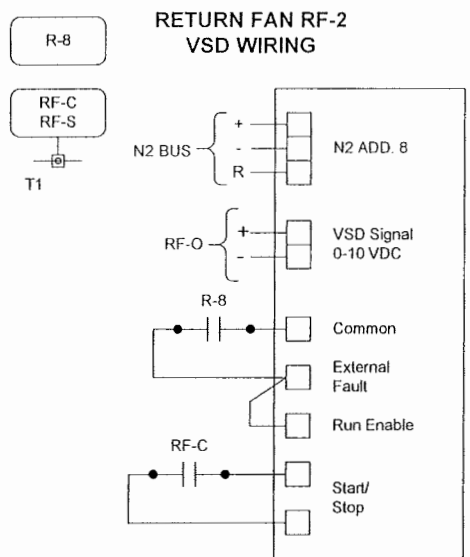 RETURN FAN RF-2
VSD WIRING
R-8
RF-C
RF-S
T1
N2 BUS
+
-
R
N2 ADD. 8
RF-O
+
-
VSD Signal
0-10 VDC
R-8
Common
External
Fault
Run Enable
RF-C
Start/
Stop